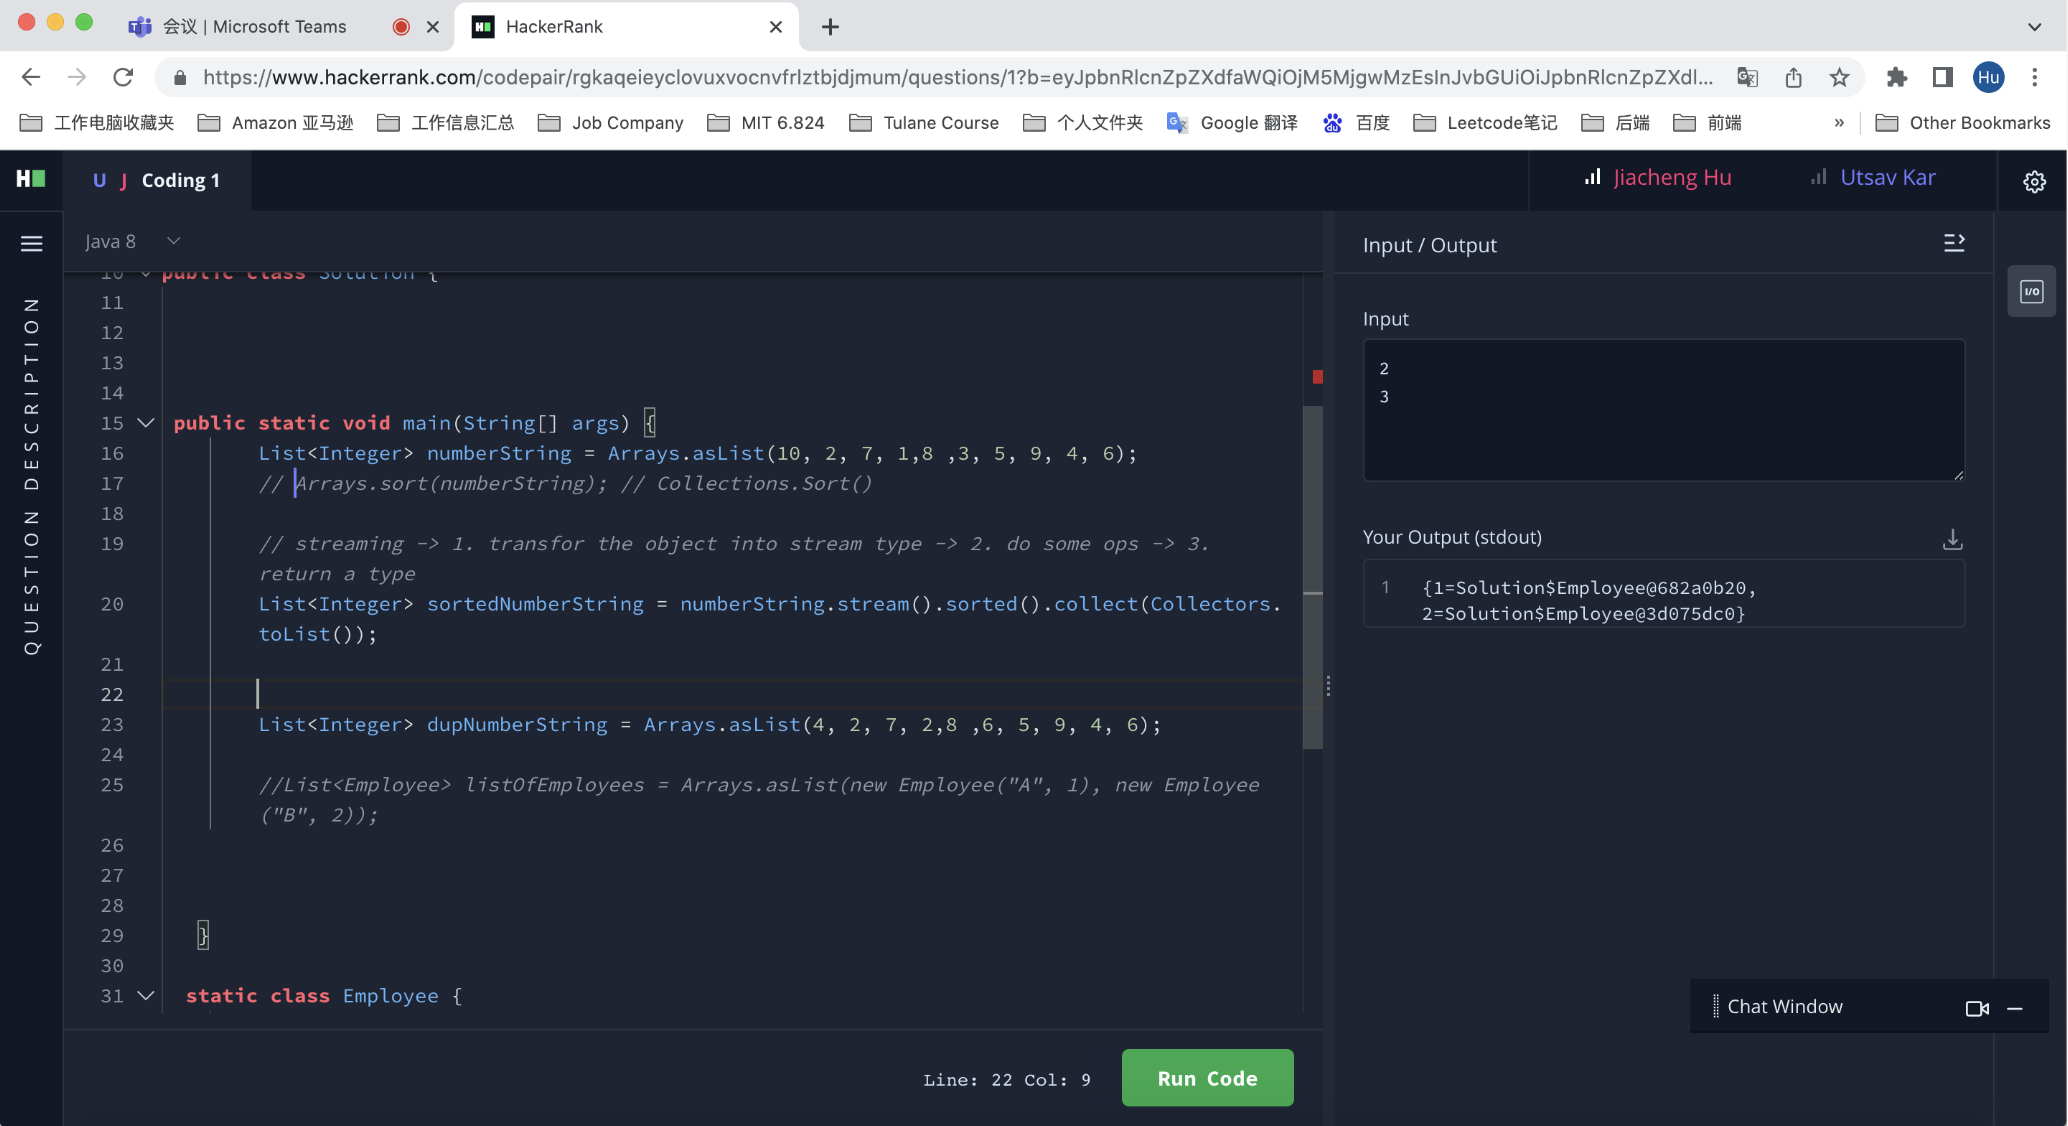 会议 | Microsoft Teams
HackerRank
https://www.hackerrank.com/codepair/rgkaqeieyclovuxvocnvfrlztbjdjmum/questions/1?b=eyJpbnRlcnZpZXdfaWQiOjM5MjgwMzEsInJvbGUiOiJpbnRlcnZpZXdl...
Hu
工作电脑收藏夹
Amazon 亚马逊
工作信息汇总
Job Company
MIT 6.824
Tulane Course
个人文件夹
Google 翻译
百度
Leetcode笔记
后端
前端
»
Other Bookmarks
H
U J Coding 1
Jiacheng Hu
Utsav Kar
Java 8
QUESTION DESCRIPTION
10 public class Solution {
11
12
13
14
15 public static void main(String[] args) {
16 List<Integer> numberString = Arrays.asList(10, 2, 7, 1,8 ,3, 5, 9, 4, 6);
17 // Arrays.sort(numberString); // Collections.Sort()
18
19 // streaming -> 1. transfor the object into stream type -> 2. do some ops -> 3.
return a type
20 List<Integer> sortedNumberString = numberString.stream().sorted().collect(Collectors.
toList());
21
22
23 List<Integer> dupNumberString = Arrays.asList(4, 2, 7, 2,8 ,6, 5, 9, 4, 6);
24
25 //List<Employee> listOfEmployees = Arrays.asList(new Employee("A", 1), new Employee
("B", 2));
26
27
28
29 }
30
31 static class Employee {
Line: 22 Col: 9
Run Code
Input / Output
I/O
Input
2
3
Your Output (stdout)
1 {1=Solution$Employee@682a0b20,
2=Solution$Employee@3d075dc0}
Chat Window